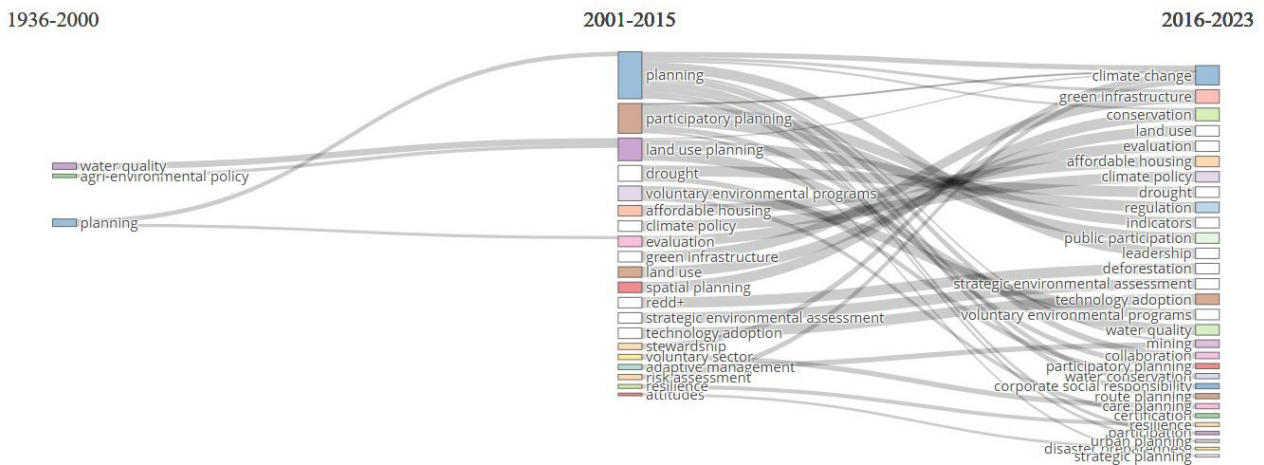 1936-2000
2001-2015
2016-2023
water quality
agri-environmental policy
planning
planning
participatory planning
land use planning
drought
voluntary environmental programs
affordable housing
climate policy
evaluation
green infrastructure
land use
spatial planning
redd+
strategic environmental assessment
technology adoption
stewardship
voluntary sector
adaptive management
risk assessment
resilience
attitudes
climate change
green infrastructure
conservation
land use
evaluation
affordable housing
climate policy
drought
regulation
indicators
public participation
leadership
deforestation
strategic environmental assessment
technology adoption
voluntary environmental programs
water quality
mining
collaboration
participatory planning
water conservation
corporate social responsibility
route planning
care planning
certification
resilience
participation
urban planning
disaster preparedness
strategic planning